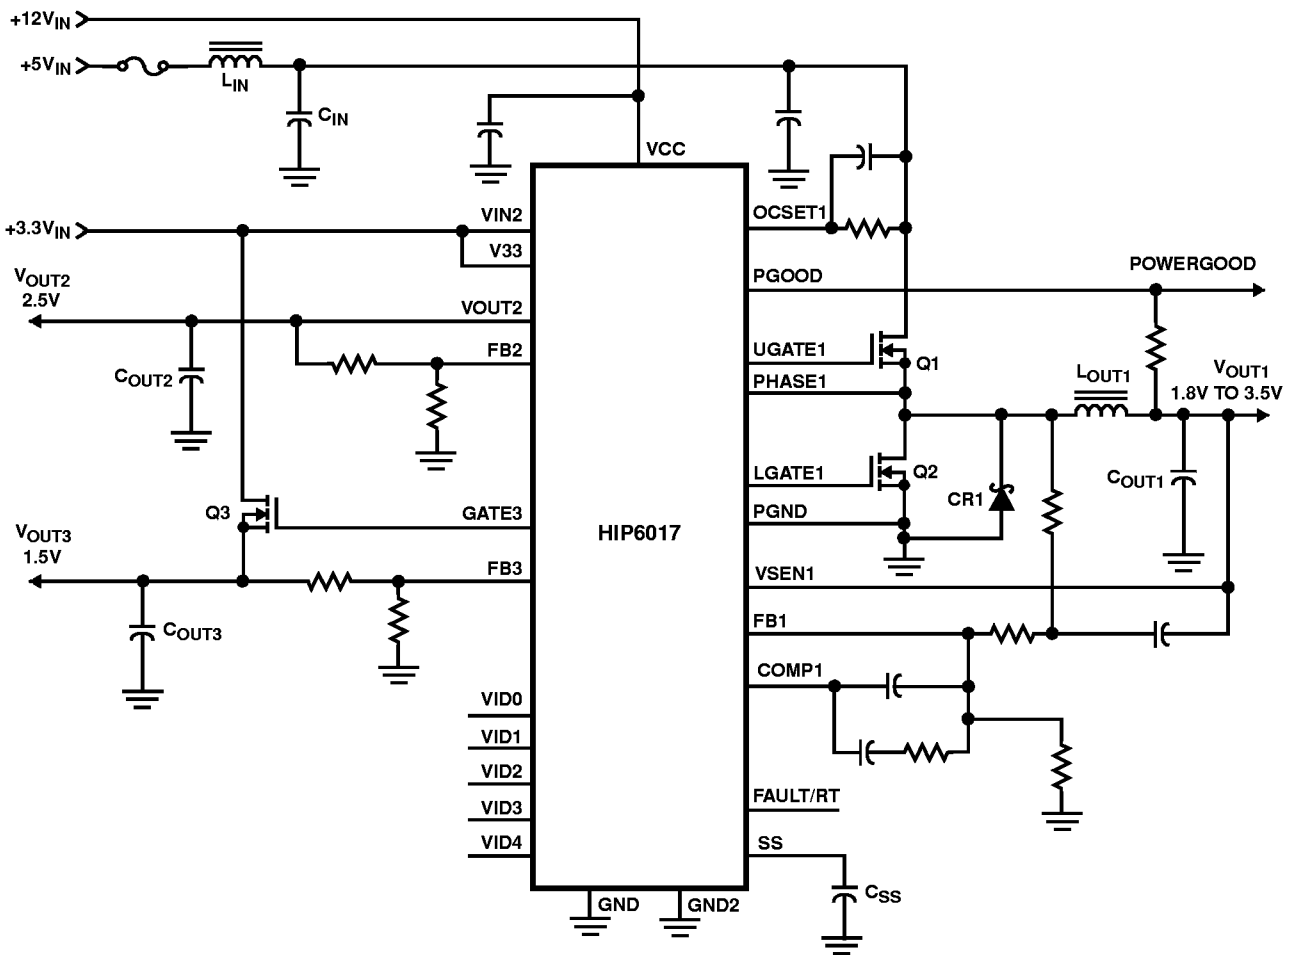 +12VIN
+5VIN
LIN
CIN
VCC
+3.3VIN
VIN2
V33
OCSET1
VOUT2
2.5V
VOUT2
PGOOD
POWERGOOD
FB2
COUT2
UGATE1
Q1
PHASE1
LOUT1
VOUT1
1.8V TO 3.5V
LGATE1
Q2
CR1
COUT1
Q3
GATE3
PGND
HIP6017
VOUT3
1.5V
FB3
VSEN1
COUT3
FB1
COMP1
VID0
VID1
VID2
VID3
VID4
FAULT/RT
SS
CSS
GND
GND2